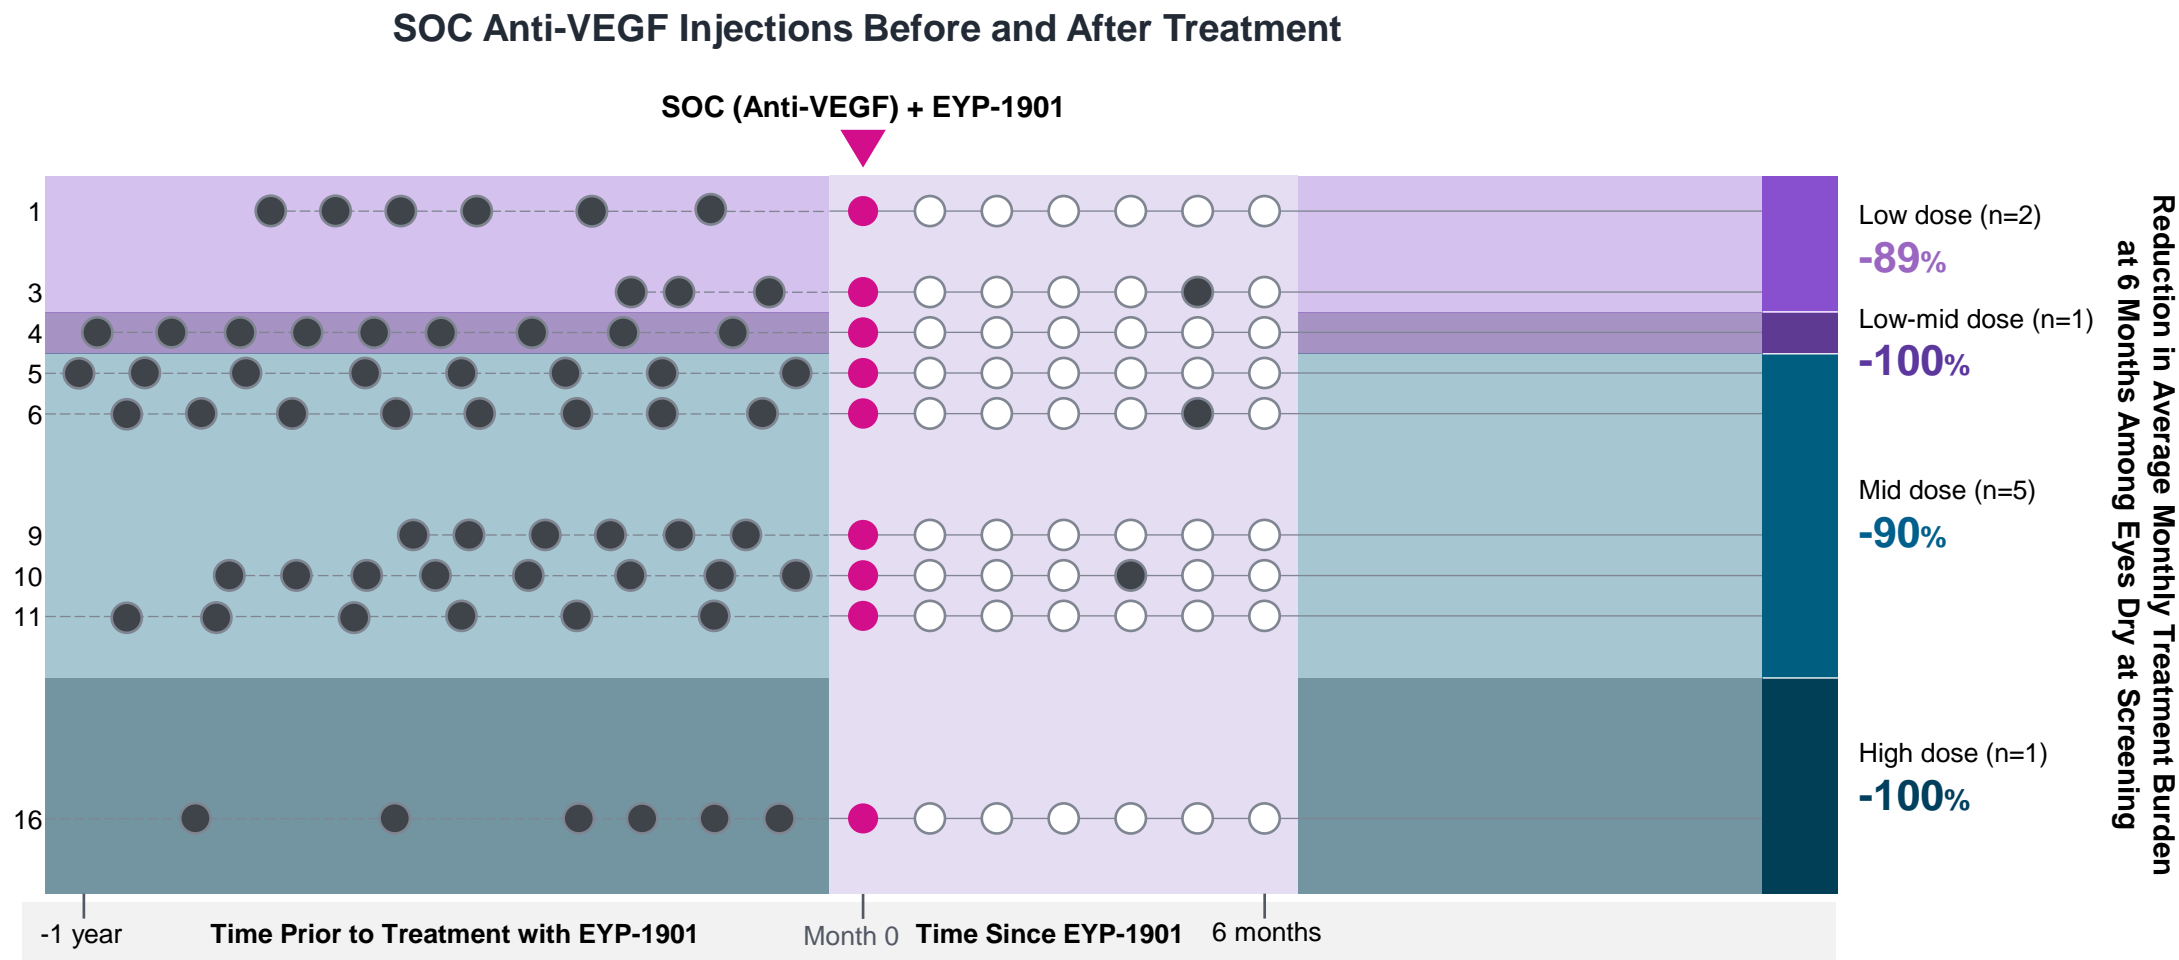 SOC Anti-VEGF Injections Before and After Treatment
SOC (Anti-VEGF) + EYP-1901
1
3
4
5
6
9
10
11
16
Low dose (n=2)
-89%
Low-mid dose (n=1)
-100%
Mid dose (n=5)
-90%
High dose (n=1)
-100%
Reduction in Average Monthly Treatment Burden
at 6 Months Among Eyes Dry at Screening
-1 year
Time Prior to Treatment with EYP-1901
Month 0
Time Since EYP-1901
6 months